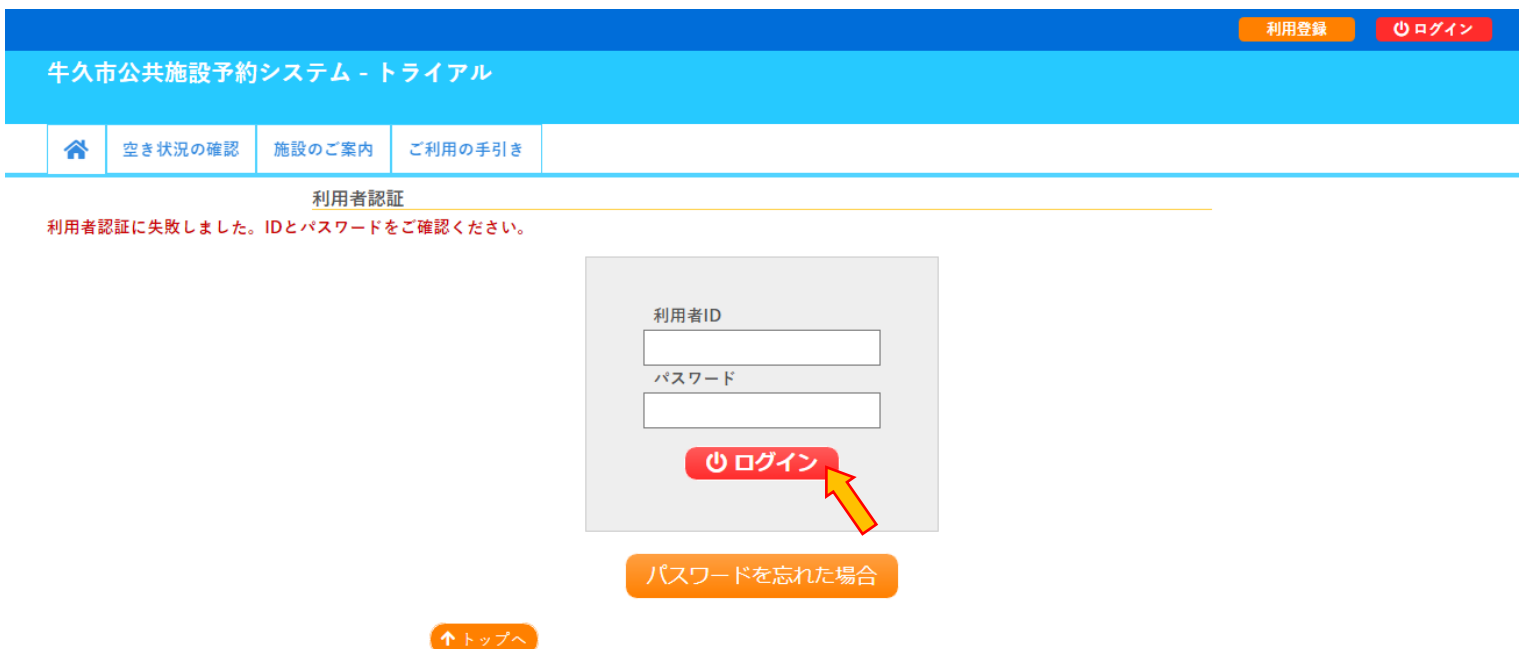 利用登録
ログイン
牛久市公共施設予約システム - トライアル
空き状況の確認
施設のご案内
ご利用の手引き
利用者認証
利用者認証に失敗しました。IDとパスワードをご確認ください。
利用者ID
パスワード
ログイン
パスワードを忘れた場合
トップへ